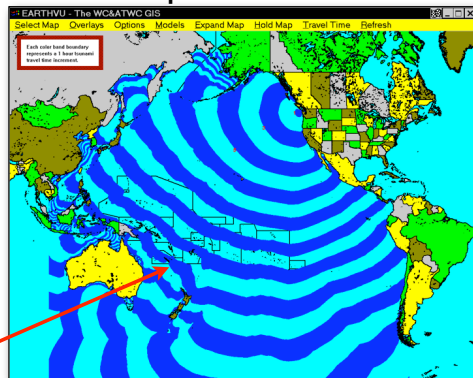 EARTHVU - The WC&ATWC GIS
Select Map Overlays Options Models Expand Map Hold Map Travel Time Refresh
Each color band boundary
represents a 1 hour tsunami
travel time increment.